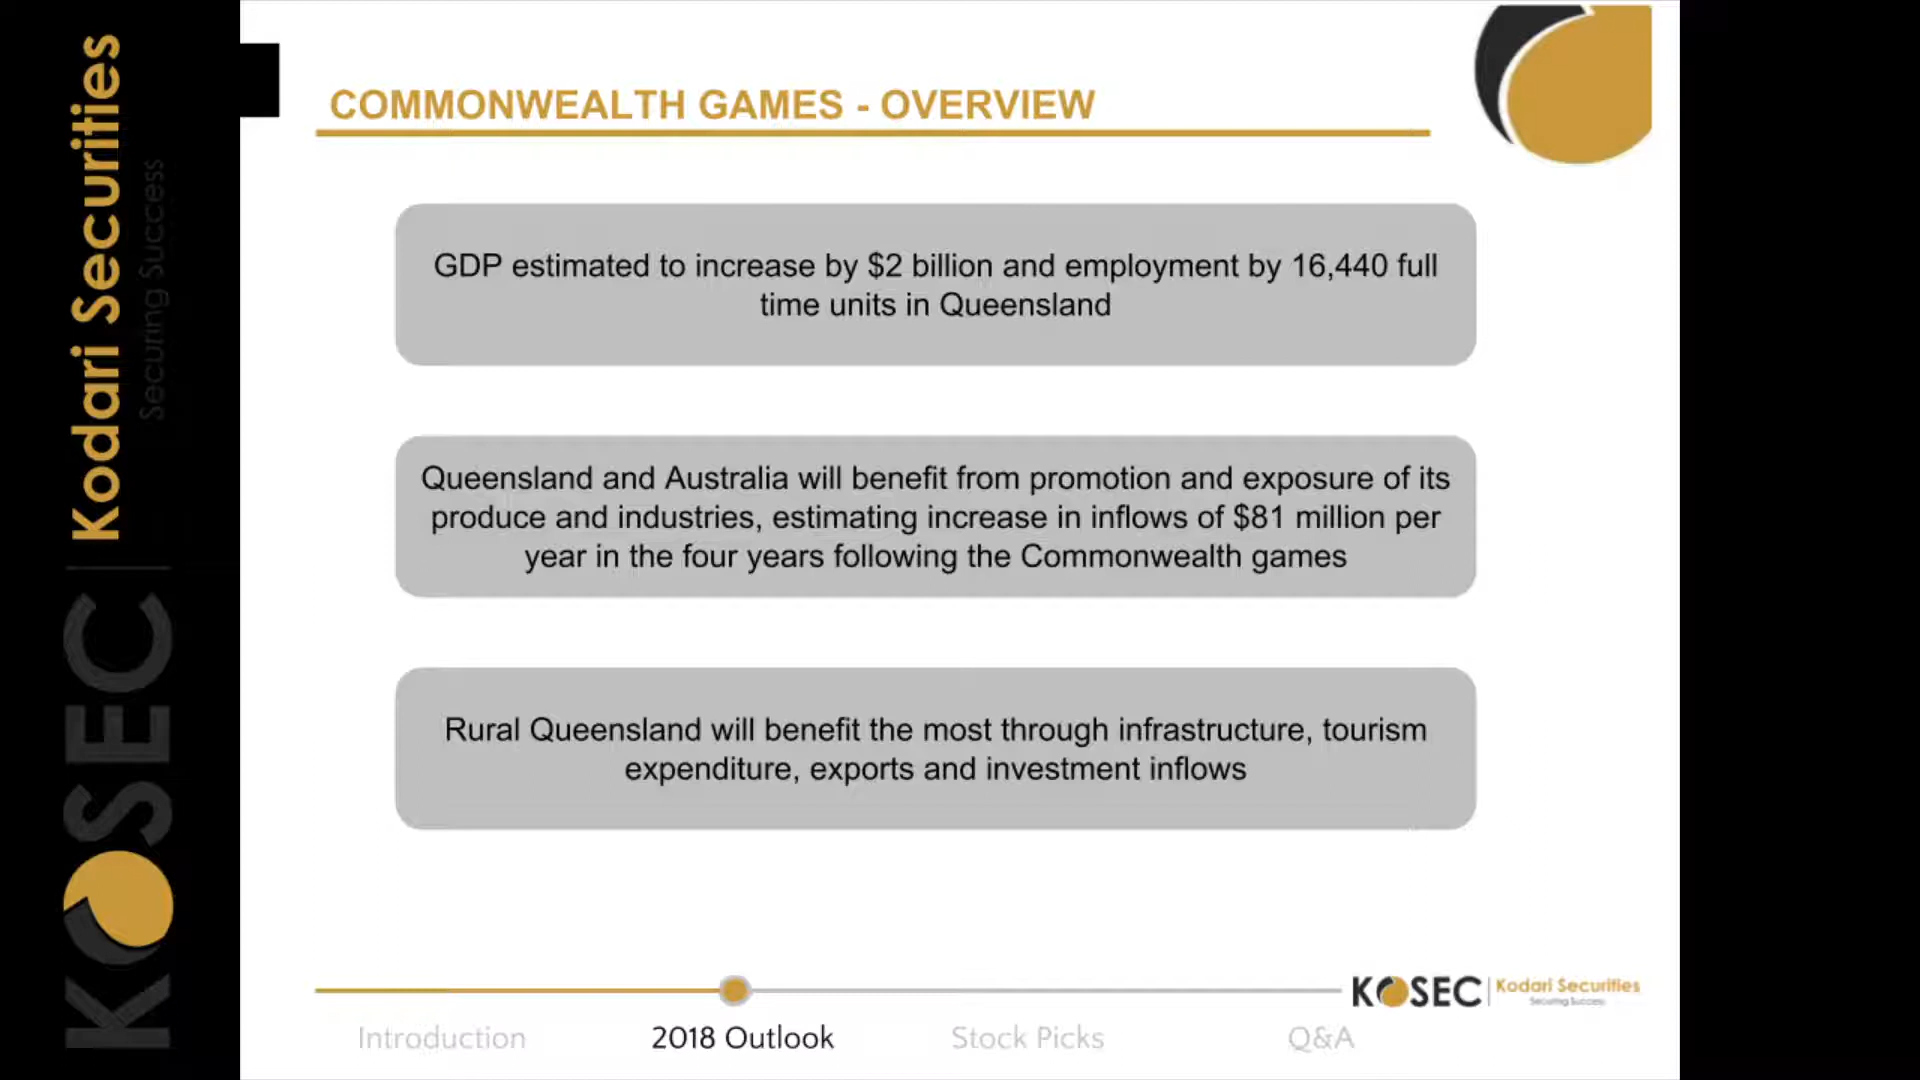 KOSEC | Kodari Securities
Securing Success
COMMONWEALTH GAMES - OVERVIEW
GDP estimated to increase by $2 billion and employment by 16,440 full
time units in Queensland
Queensland and Australia will benefit from promotion and exposure of its
produce and industries, estimating increase in inflows of $81 million per
year in the four years following the Commonwealth games
Rural Queensland will benefit the most through infrastructure, tourism
expenditure, exports and investment inflows
KOSEC | Kodari Securities
Securing Success
Introduction
2018 Outlook
Stock Picks
Q&A